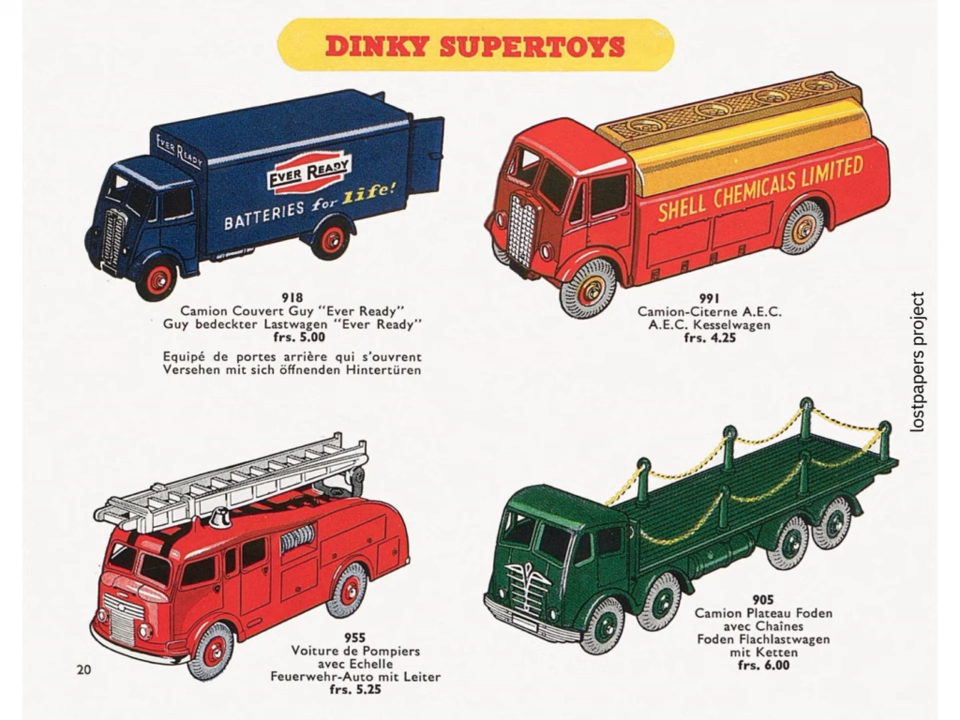 DINKY SUPERTOYS
EVER READY
EVER READY
BATTERIES for life!
918
Camion Couvert Guy "Ever Ready"
Guy bedeckter Lastwagen "Ever Ready"
frs. 5.00
Equipé de portes arrière qui s'ouvrent
Versehen mit sich öffnenden Hintertüren
SHELL CHEMICALS LIMITED
991
Camion-Citerne A.E.C.
A.E.C. Kesselwagen
frs. 4.25
955
Voiture de Pompiers
avec Echelle
Feuerwehr-Auto mit Leiter
frs. 5.25
905
Camion Plateau Foden
avec Chaînes
Foden Flachlastwagen
mit Ketten
frs. 6.00
20
lostpapers project